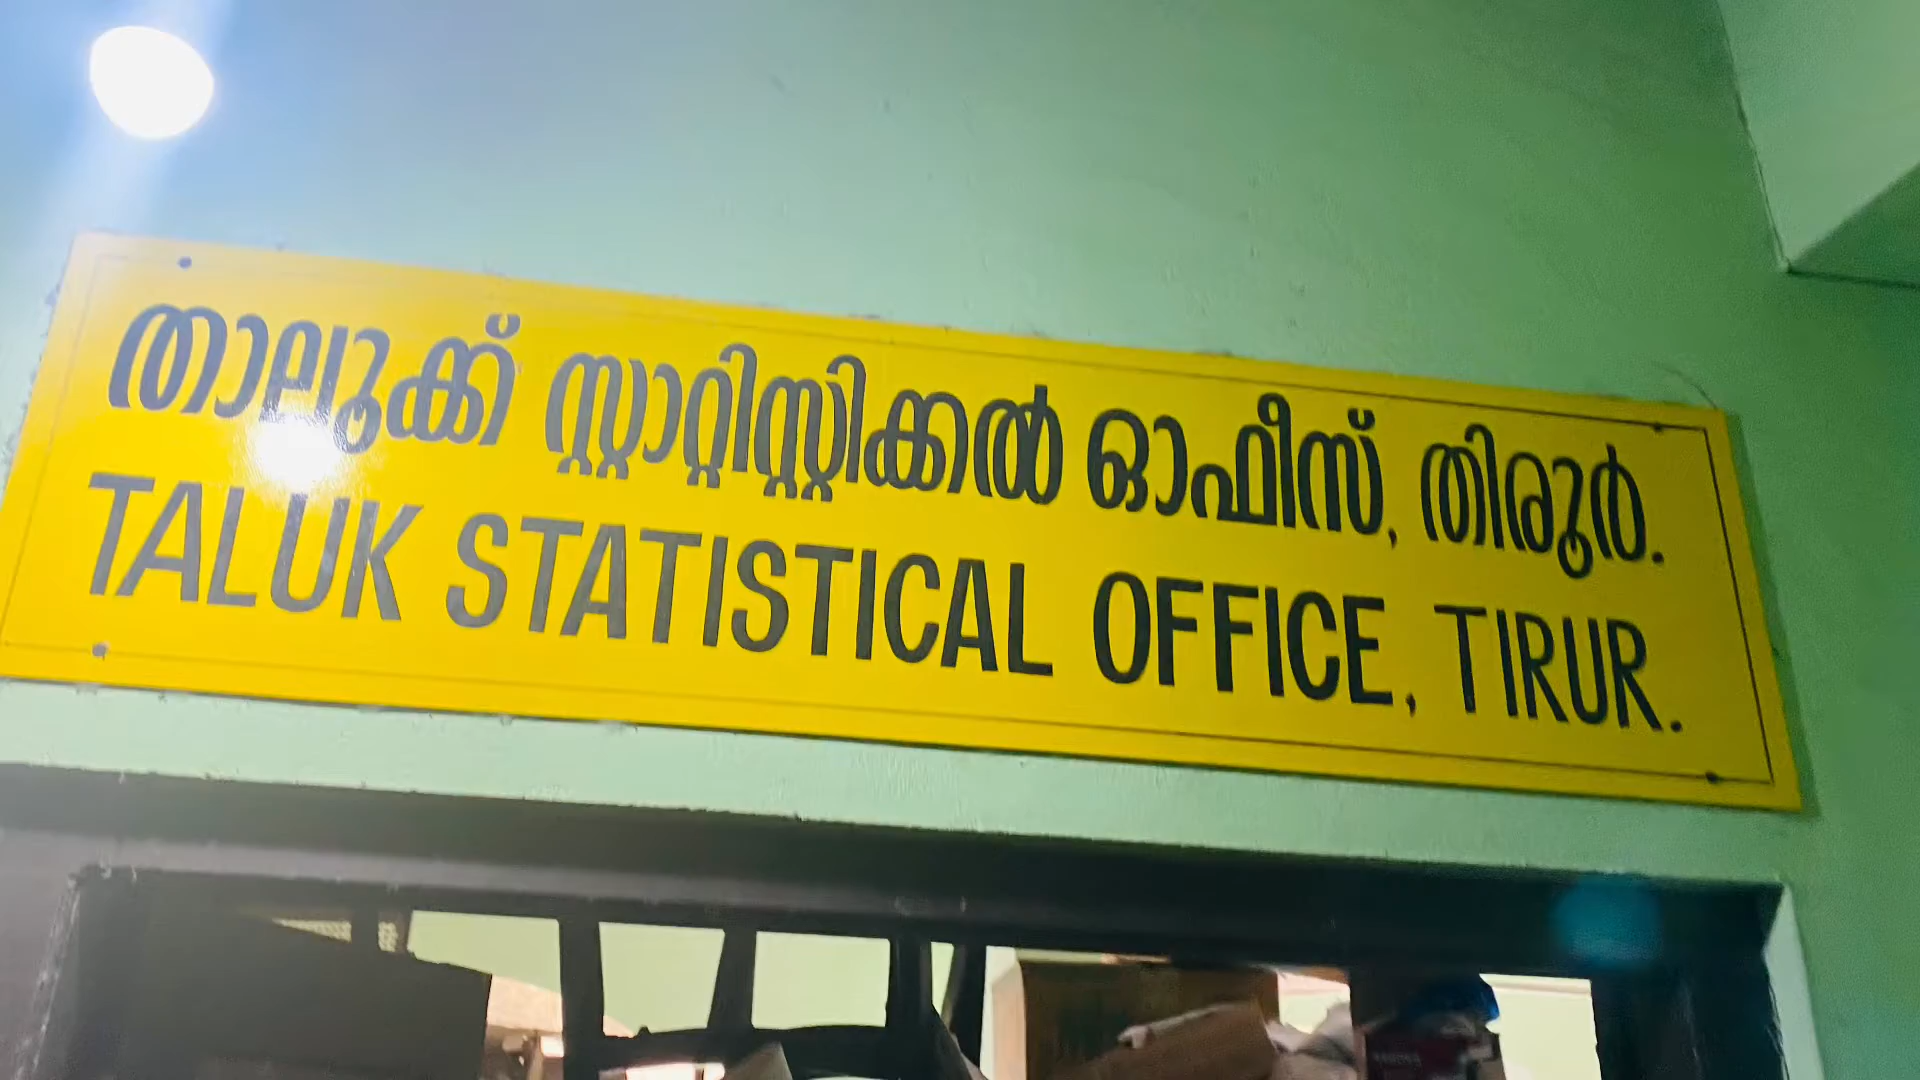 താലൂക്ക് സ്റ്റാറ്റിസ്റ്റിക്കൽ ഓഫീസ്, തിരൂർ.
TALUK STATISTICAL OFFICE, TIRUR.